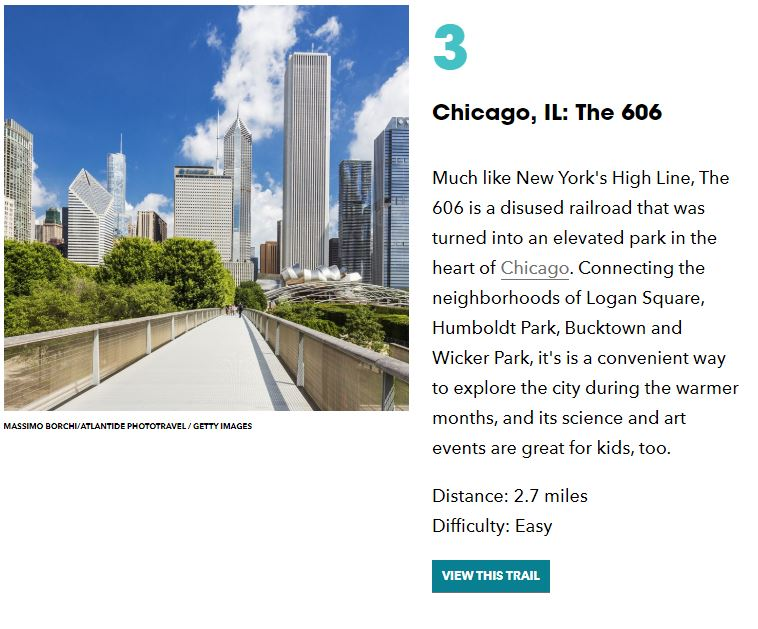 3
Chicago, IL: The 606
Much like New York's High Line, The
606 is a disused railroad that was
turned into an elevated park in the
heart of Chicago. Connecting the
neighborhoods of Logan Square,
Humboldt Park, Bucktown and
Wicker Park, it's is a convenient way
to explore the city during the warmer
months, and its science and art
events are great for kids, too.
Distance: 2.7 miles
Difficulty: Easy
VIEW THIS TRAIL
MASSIMO BORCHI/ATLANTIDE PHOTOTRAVEL / GETTY IMAGES